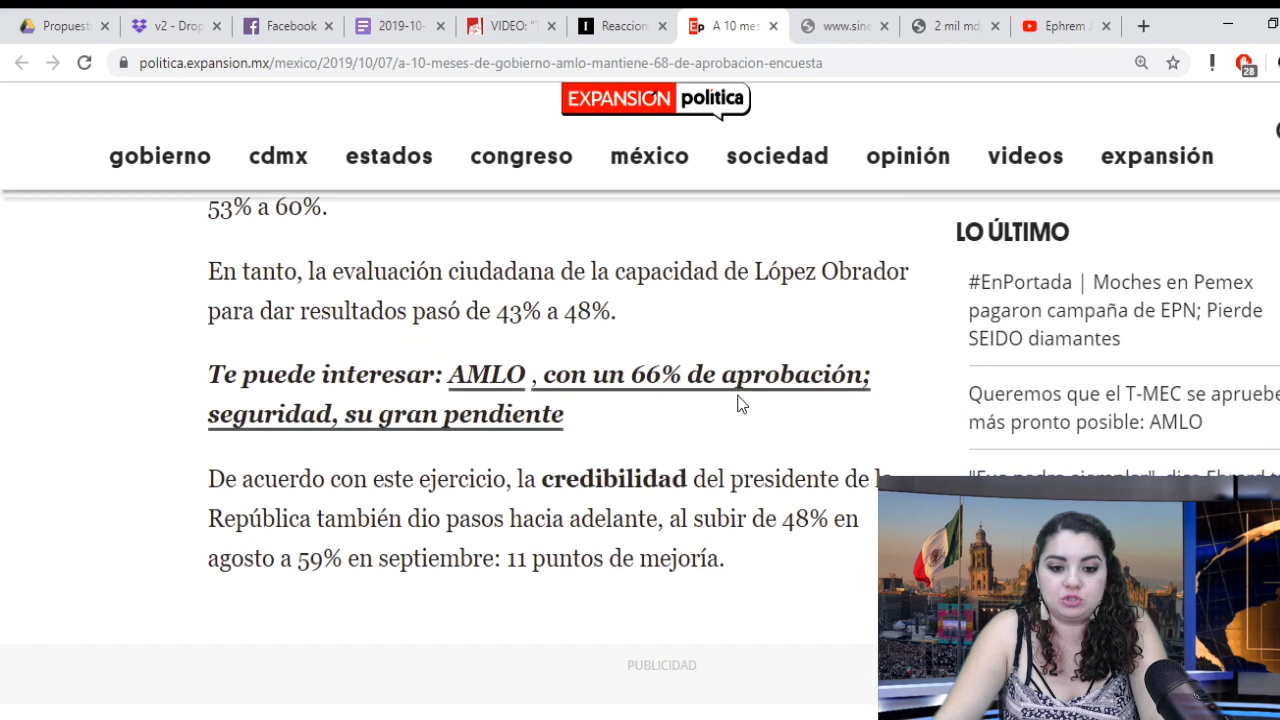 Propuest
v2 - Drop
Facebook
2019-10-
VIDEO: "T
Reaccion
A 10 mes
www.sine
2 mil md
Ephrem J
politica.expansion.mx/mexico/2019/10/07/a-10-meses-de-gobierno-amlo-mantiene-68-de-aprobacion-encuesta
28
EXPANSIÓN política
gobierno cdmx estados congreso méxico sociedad opinión videos expansión
53% a 60%.
En tanto, la evaluación ciudadana de la capacidad de López Obrador
para dar resultados pasó de 43% a 48%.
Te puede interesar: AMLO , con un 66% de aprobación;
seguridad, su gran pendiente
De acuerdo con este ejercicio, la credibilidad del presidente de la
República también dio pasos hacia adelante, al subir de 48% en
agosto a 59% en septiembre: 11 puntos de mejoría.
PUBLICIDAD
LO ÚLTIMO
#EnPortada | Moches en Pemex
pagaron campaña de EPN; Pierde
SEIDO diamantes
Queremos que el T-MEC se apruebe
más pronto posible: AMLO